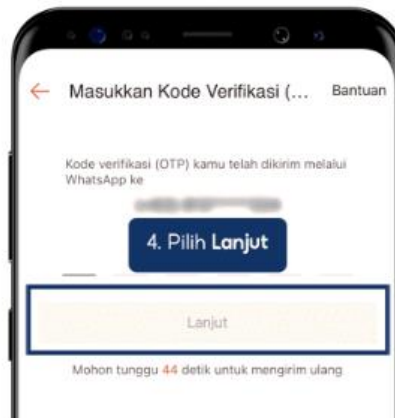 Masukkan Kode Verifikasi (...
Bantuan
Kode verifikasi (OTP) kamu telah dikirim melalui
WhatsApp ke
4. Pilih Lanjut
Lanjut
Mohon tunggu 44 detik untuk mengirim ulang